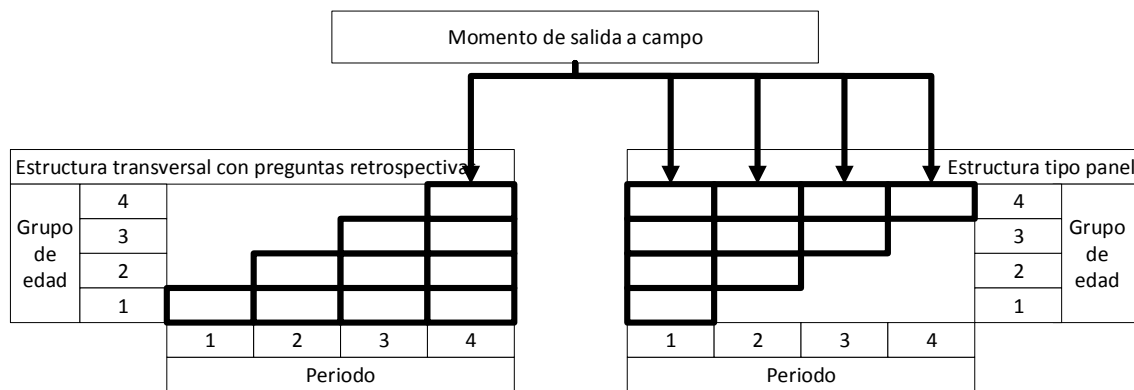 Momento de salida a campo
Estructura transversal con preguntas retrospectivas
Estructura tipo panel
4
3
2
1
Grupo
de
edad
1 2 3 4
Periodo
4
3
2
1
Grupo
de
edad
1 2 3 4
Periodo